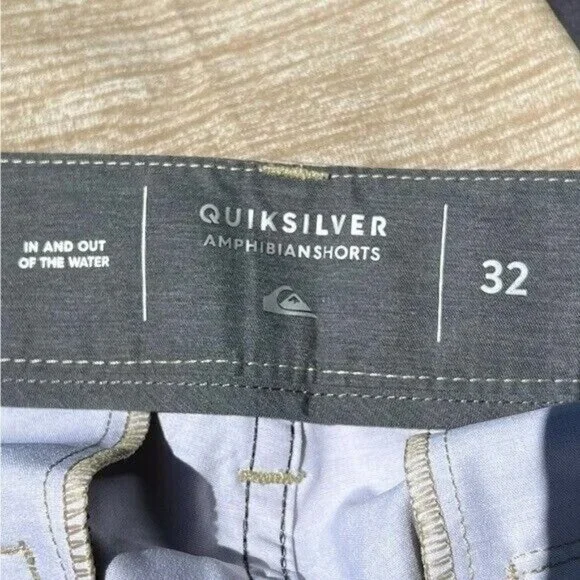 IN AND OUT
OF THE WATER
QUIKSILVER
AMPHIBIANSHORTS
32